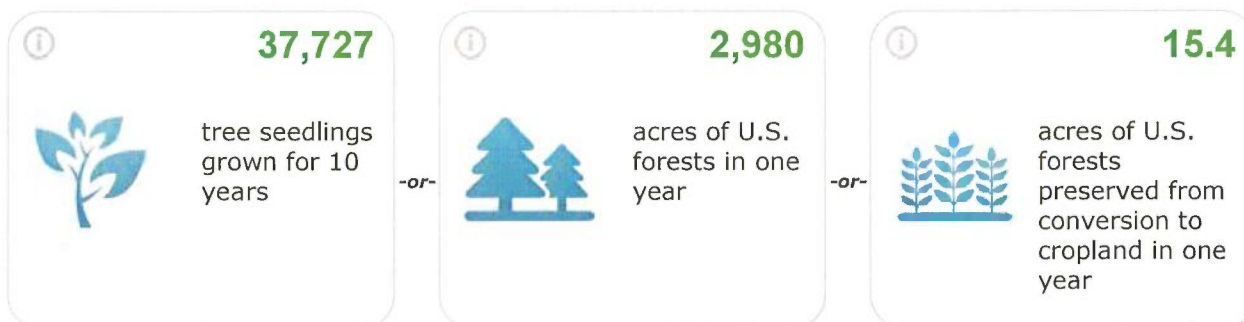 37,727
tree seedlings
grown for 10
years
-or-
2,980
acres of U.S.
forests in one
year
-or-
15.4
acres of U.S.
forests
preserved from
conversion to
cropland in one
year